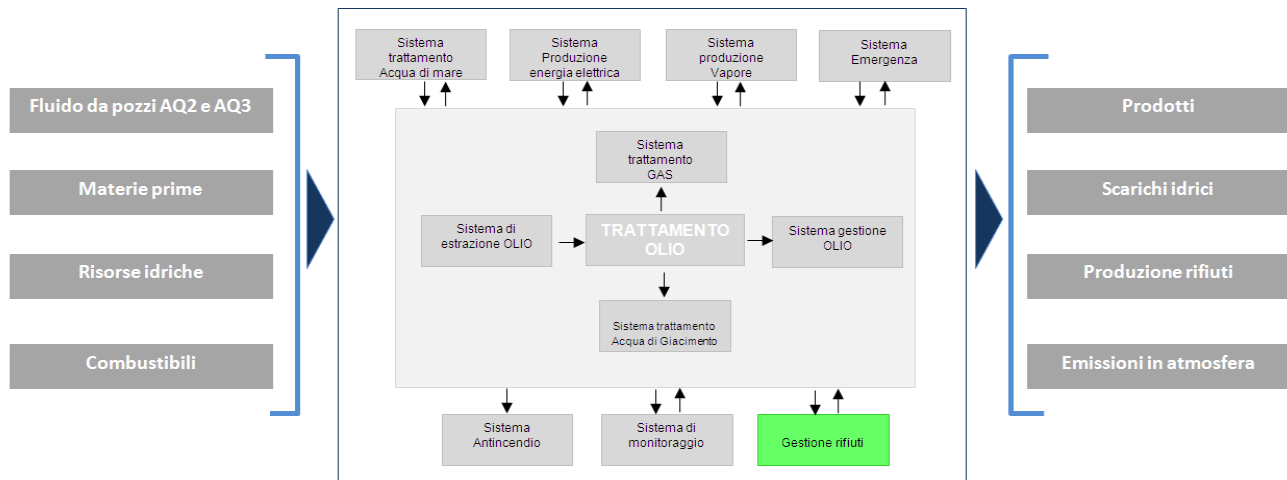 Fluido da pozzi AQ2 e AQ3
Materie prime
Risorse idriche
Combustibili
Sistema
trattamento
Acqua di mare
Sistema
Produzione
energia elettrica
Sistema
produzione
Vapore
Sistema
Emergenza
Sistema
trattamento
GAS
Sistema di
estrazione OLIO
TRATTAMENTO
OLIO
Sistema gestione
OLIO
Sistema trattamento
Acqua di Giacimento
Sistema
Antincendio
Sistema di
monitoraggio
Gestione rifiuti
Prodotti
Scarichi idrici
Produzione rifiuti
Emissioni in atmosfera